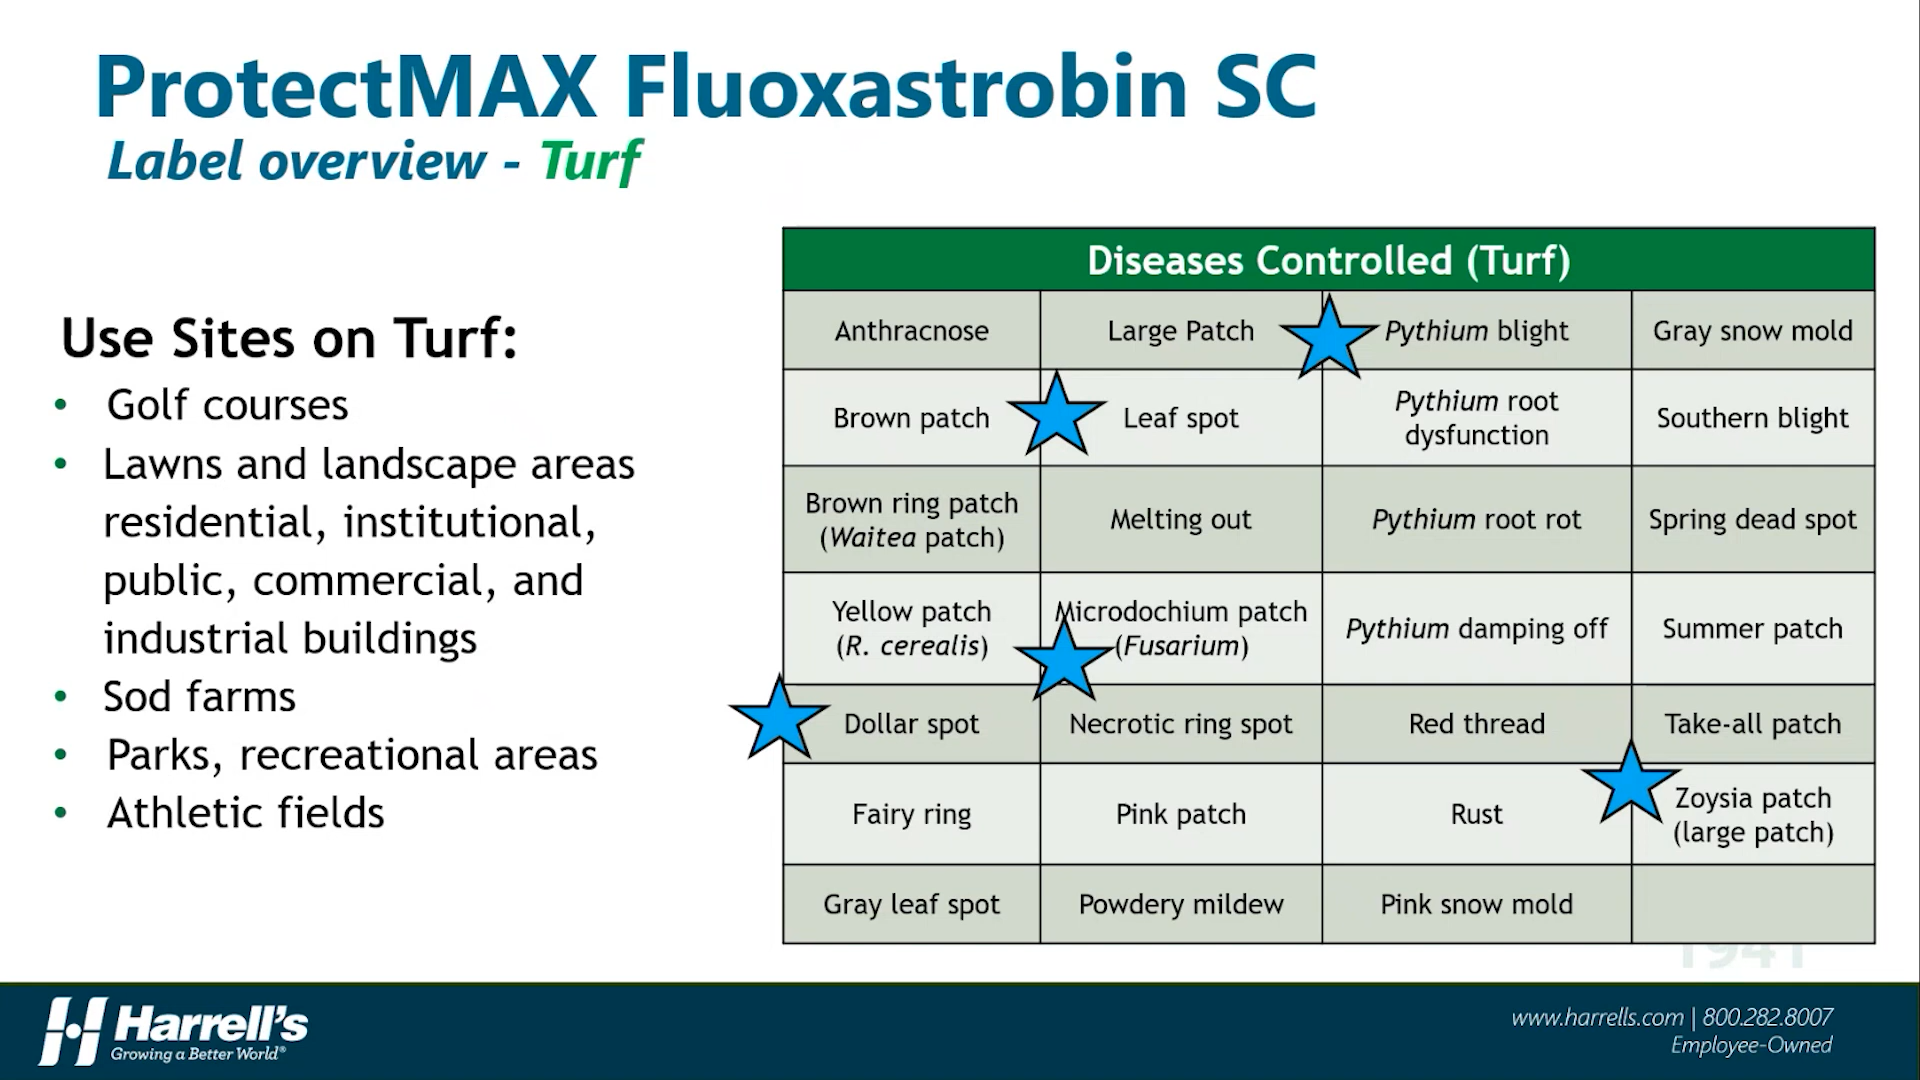 ProtectMAX Fluoxastrobin SC
Label overview - Turf
Use Sites on Turf:
• Golf courses
• Lawns and landscape areas
residential, institutional,
public, commercial, and
industrial buildings
• Sod farms
• Parks, recreational areas
• Athletic fields
Diseases Controlled (Turf)
Anthracnose
Large Patch
Pythium blight
Gray snow mold
Brown patch
Leaf spot
Pythium root
dysfunction
Southern blight
Brown ring patch
(Waitea patch)
Melting out
Pythium root rot
Spring dead spot
Yellow patch
(R. cerealis)
Microdochium patch
(Fusarium)
Pythium damping off
Summer patch
Dollar spot
Necrotic ring spot
Red thread
Take-all patch
Fairy ring
Pink patch
Rust
Zoysia patch
(large patch)
Gray leaf spot
Powdery mildew
Pink snow mold
1941
Harrell's
Growing a Better World®
www.harrells.com | 800.282.8007
Employee-Owned